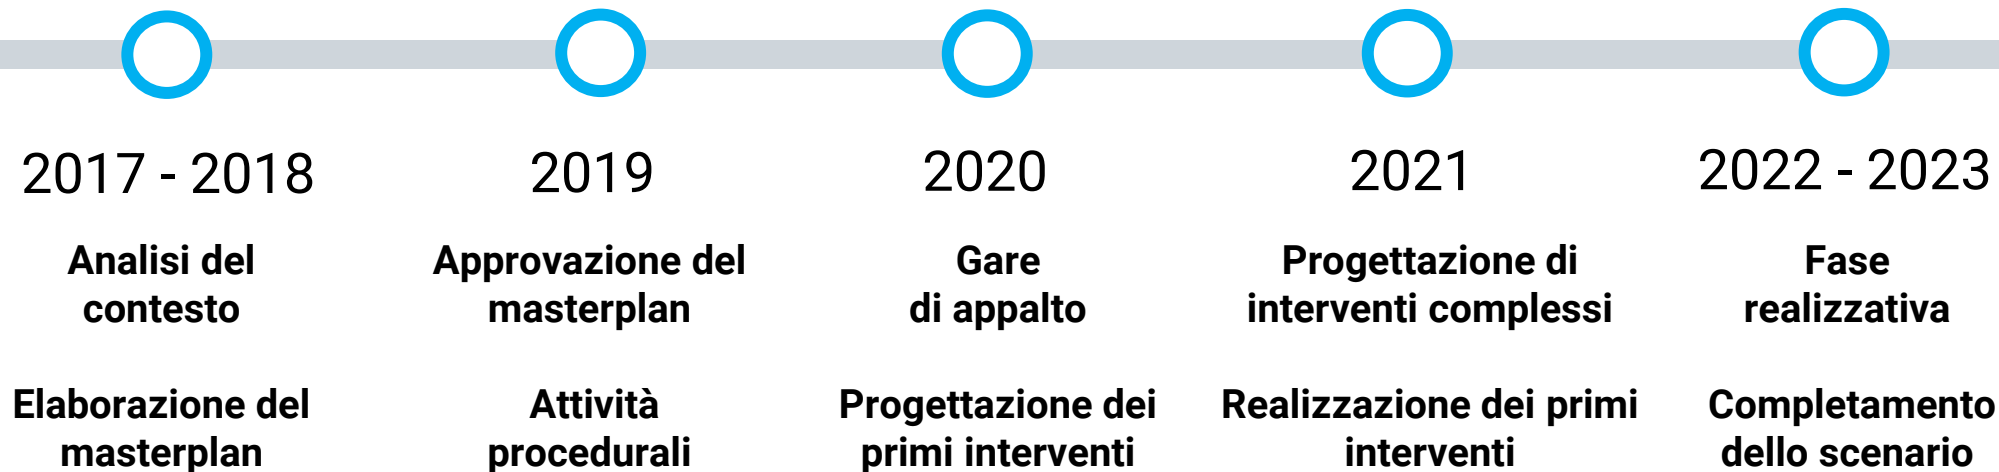 2017 - 2018
Analisi del
contesto
Elaborazione del
masterplan
2019
Approvazione del
masterplan
Attività
procedurali
2020
Gare
di appalto
Progettazione dei
primi interventi
2021
Progettazione di
interventi complessi
Realizzazione dei primi
interventi
2022 - 2023
Fase
realizzativa
Completamento
dello scenario